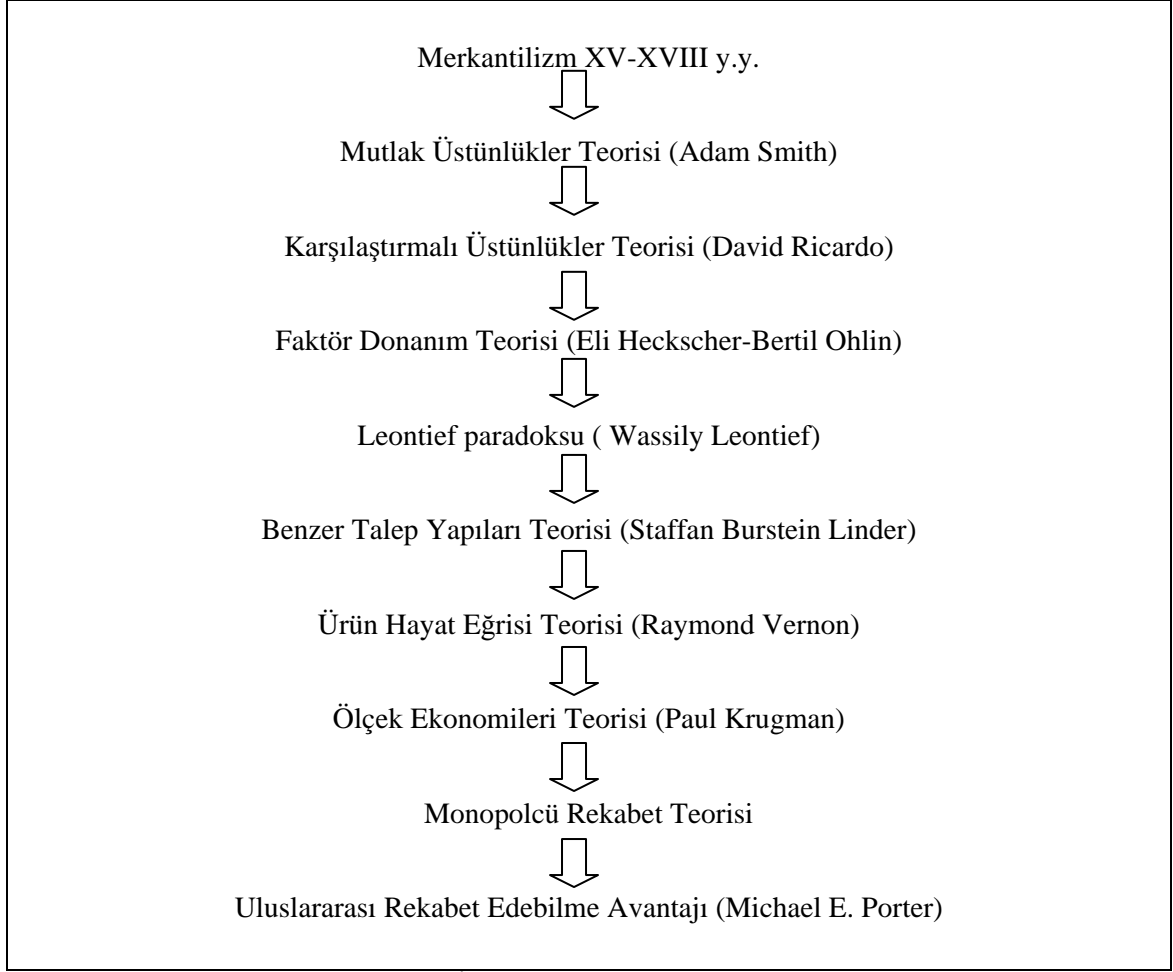 Merkantilizm XV-XVIII y.y.
Mutlak Üstünlükler Teorisi (Adam Smith)
Karşılaştırmalı Üstünlükler Teorisi (David Ricardo)
Faktör Donanım Teorisi (Eli Heckscher-Bertil Ohlin)
Leontief paradoksu ( Wassily Leontief)
Benzer Talep Yapıları Teorisi (Staffan Burstein Linder)
Ürün Hayat Eğrisi Teorisi (Raymond Vernon)
Ölçek Ekonomileri Teorisi (Paul Krugman)
Monopolcü Rekabet Teorisi
Uluslararası Rekabet Edebilme Avantajı (Michael E. Porter)